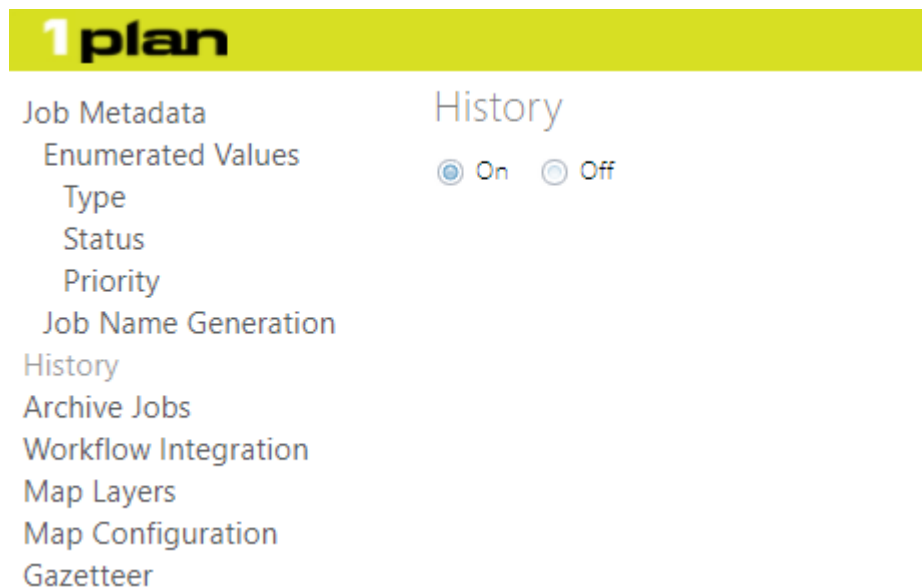 1plan
Job Metadata
Enumerated Values
Type
Status
Priority
Job Name Generation
History
Archive Jobs
Workflow Integration
Map Layers
Map Configuration
Gazetteer
History
On Off